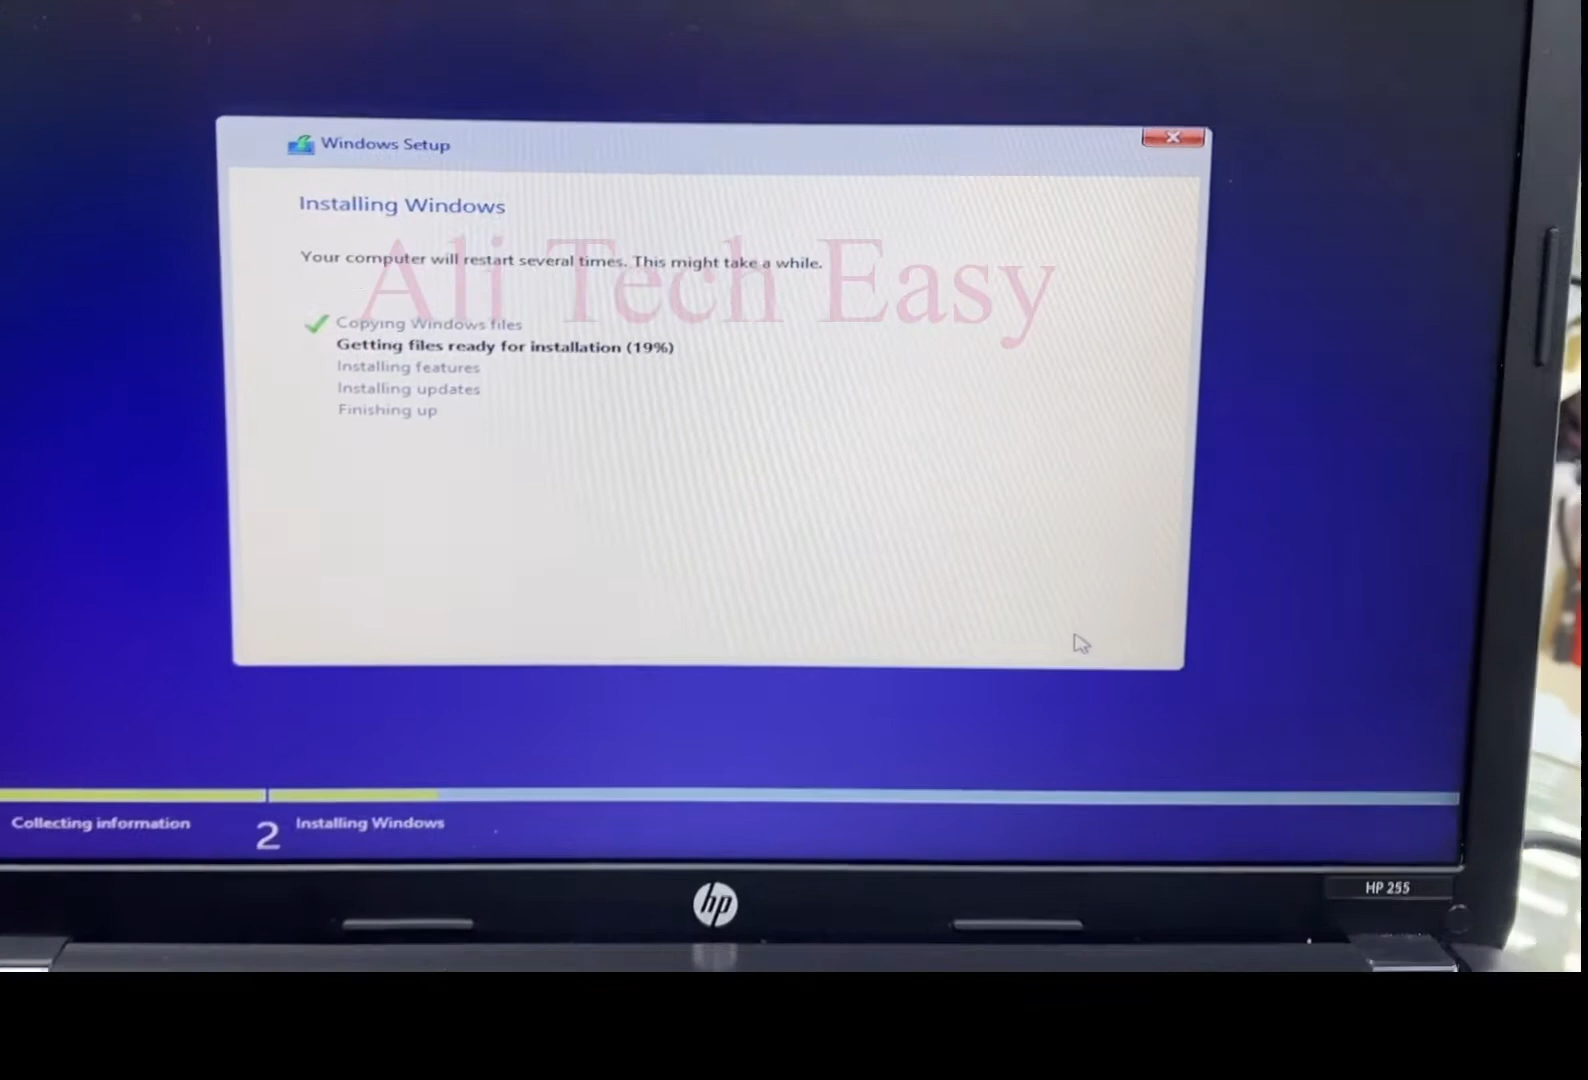 Windows Setup
Installing Windows
Your computer will restart several times. This might take a while.
Ali Tech Easy
Copying Windows files
Getting files ready for installation (19%)
Installing features
Installing updates
Finishing up
Collecting information
2 Installing Windows
hp
HP 255